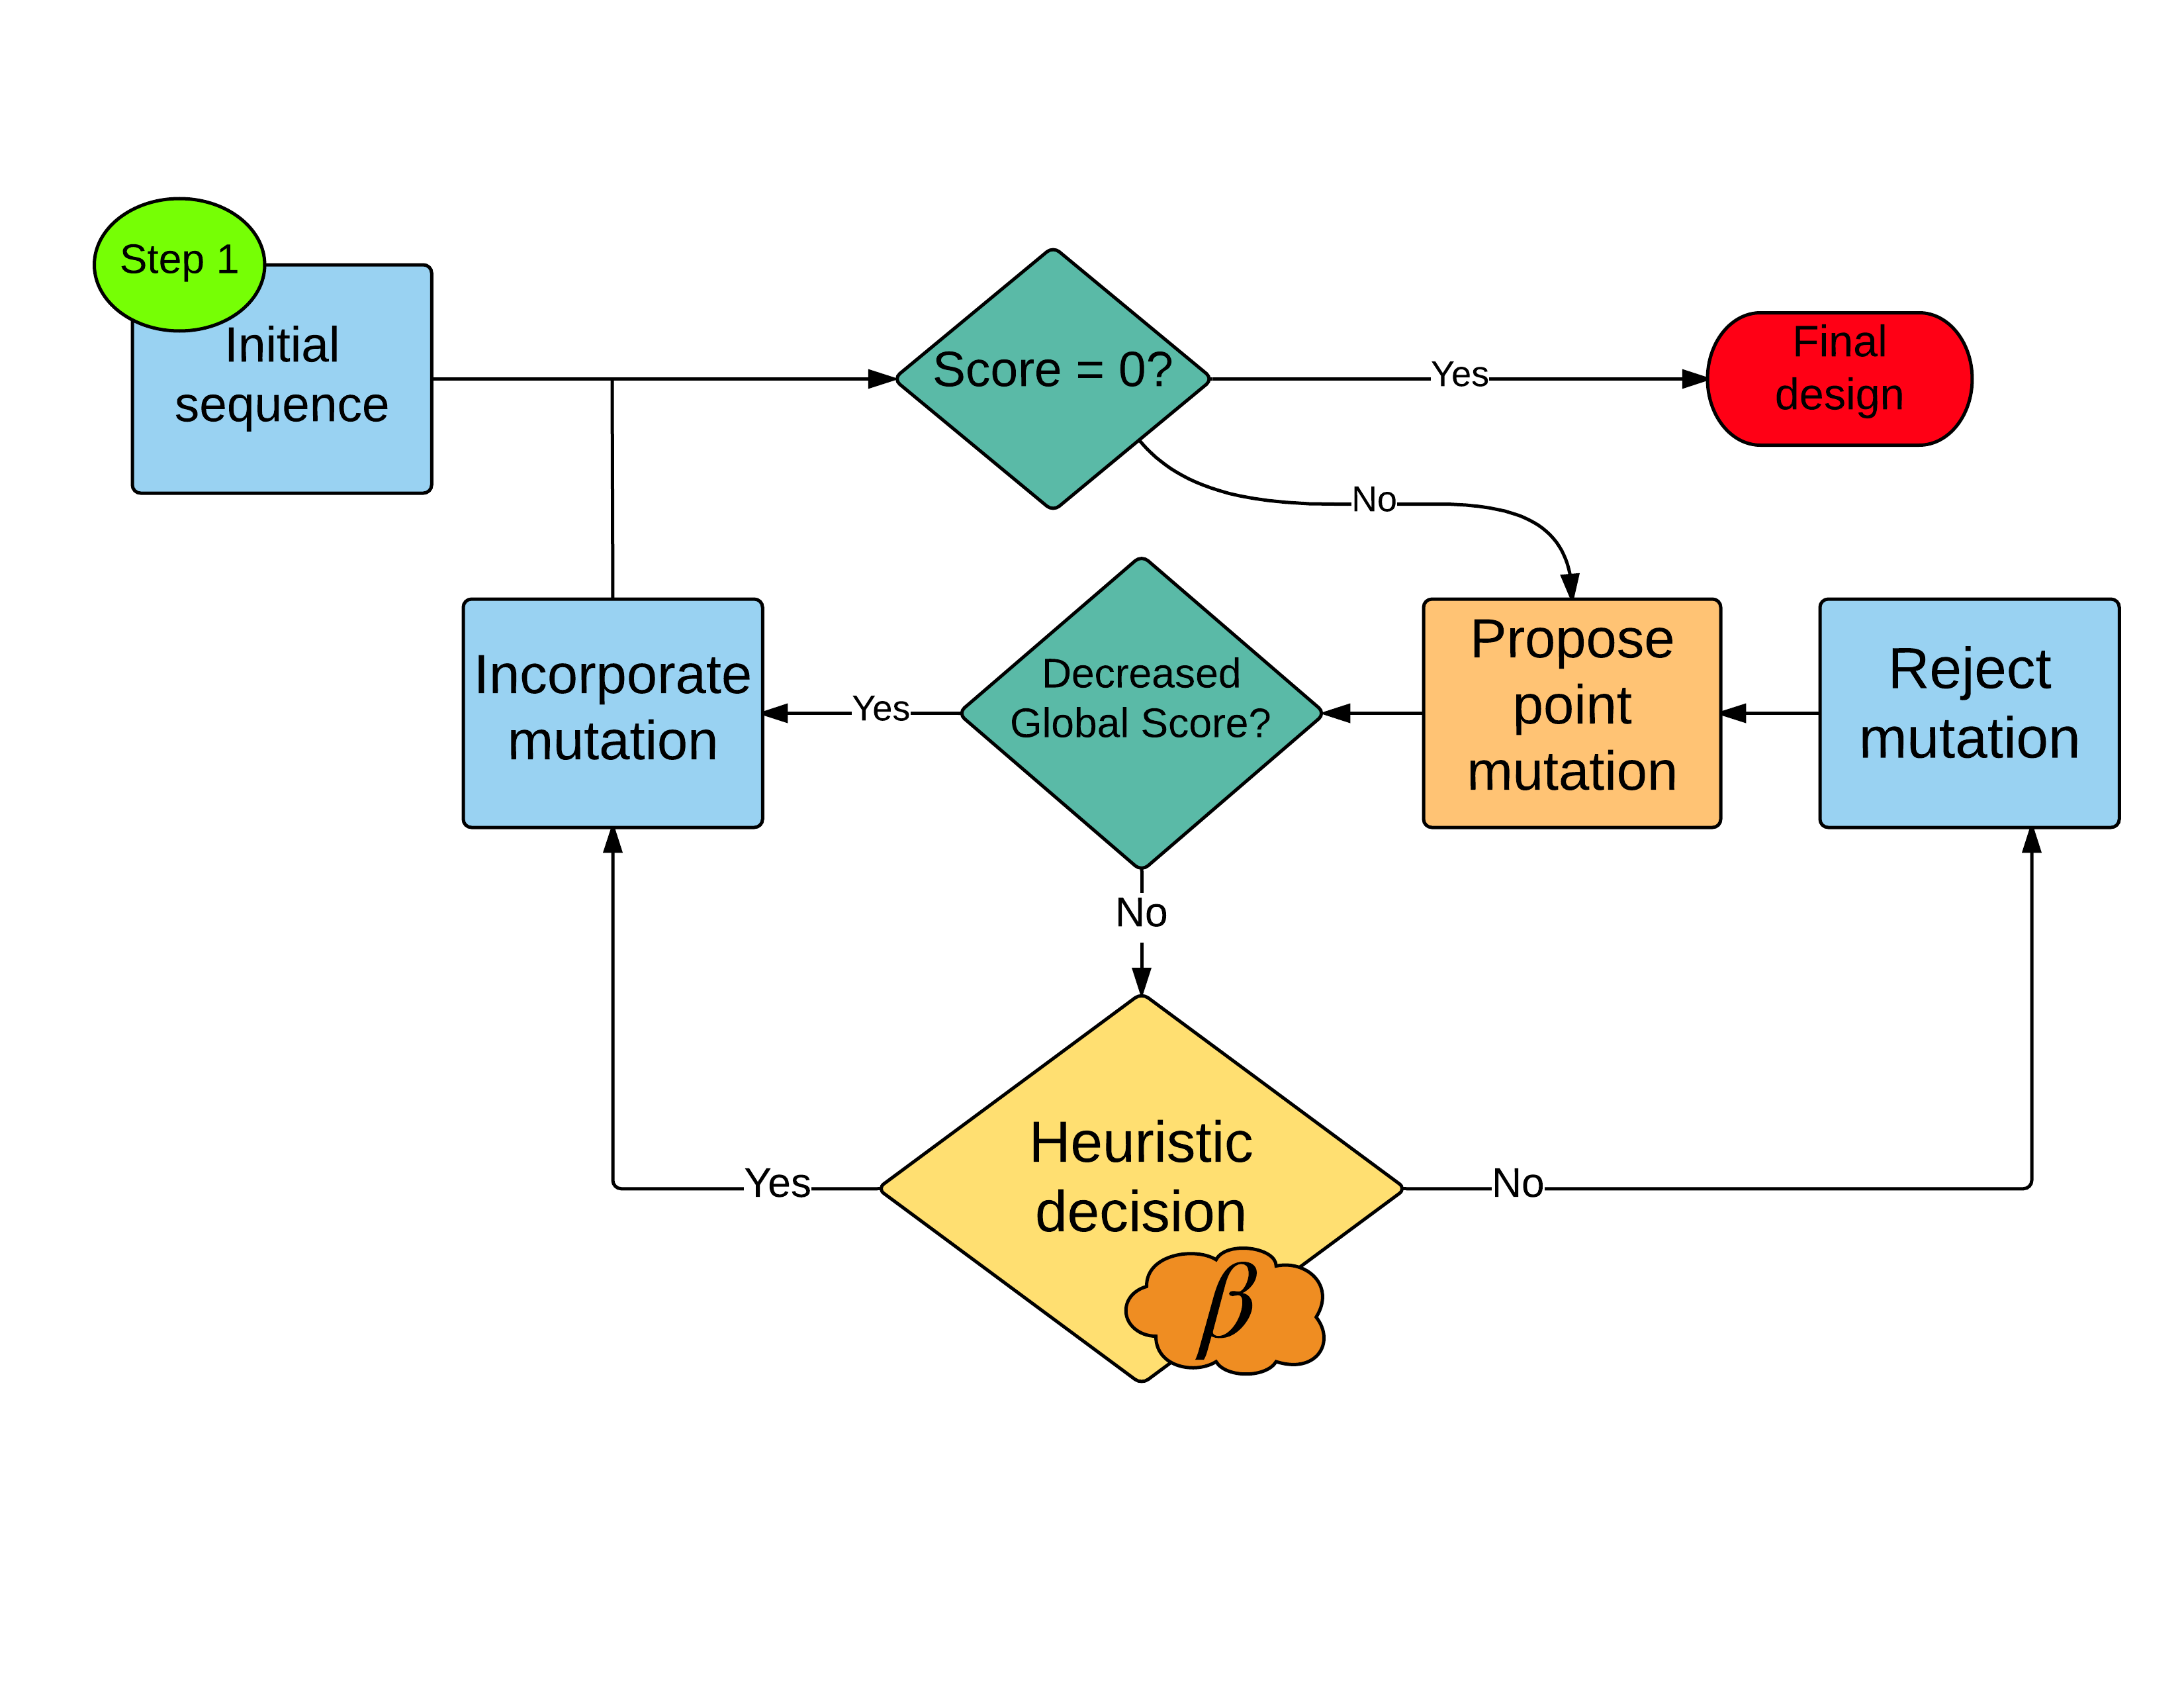 Step 1
Initial
sequence
Score = 0?
Yes
Final
design
No
Incorporate
mutation
Yes
Decreased
Global Score?
Propose
point
mutation
Reject
mutation
No
Heuristic
decision
Yes
No
β